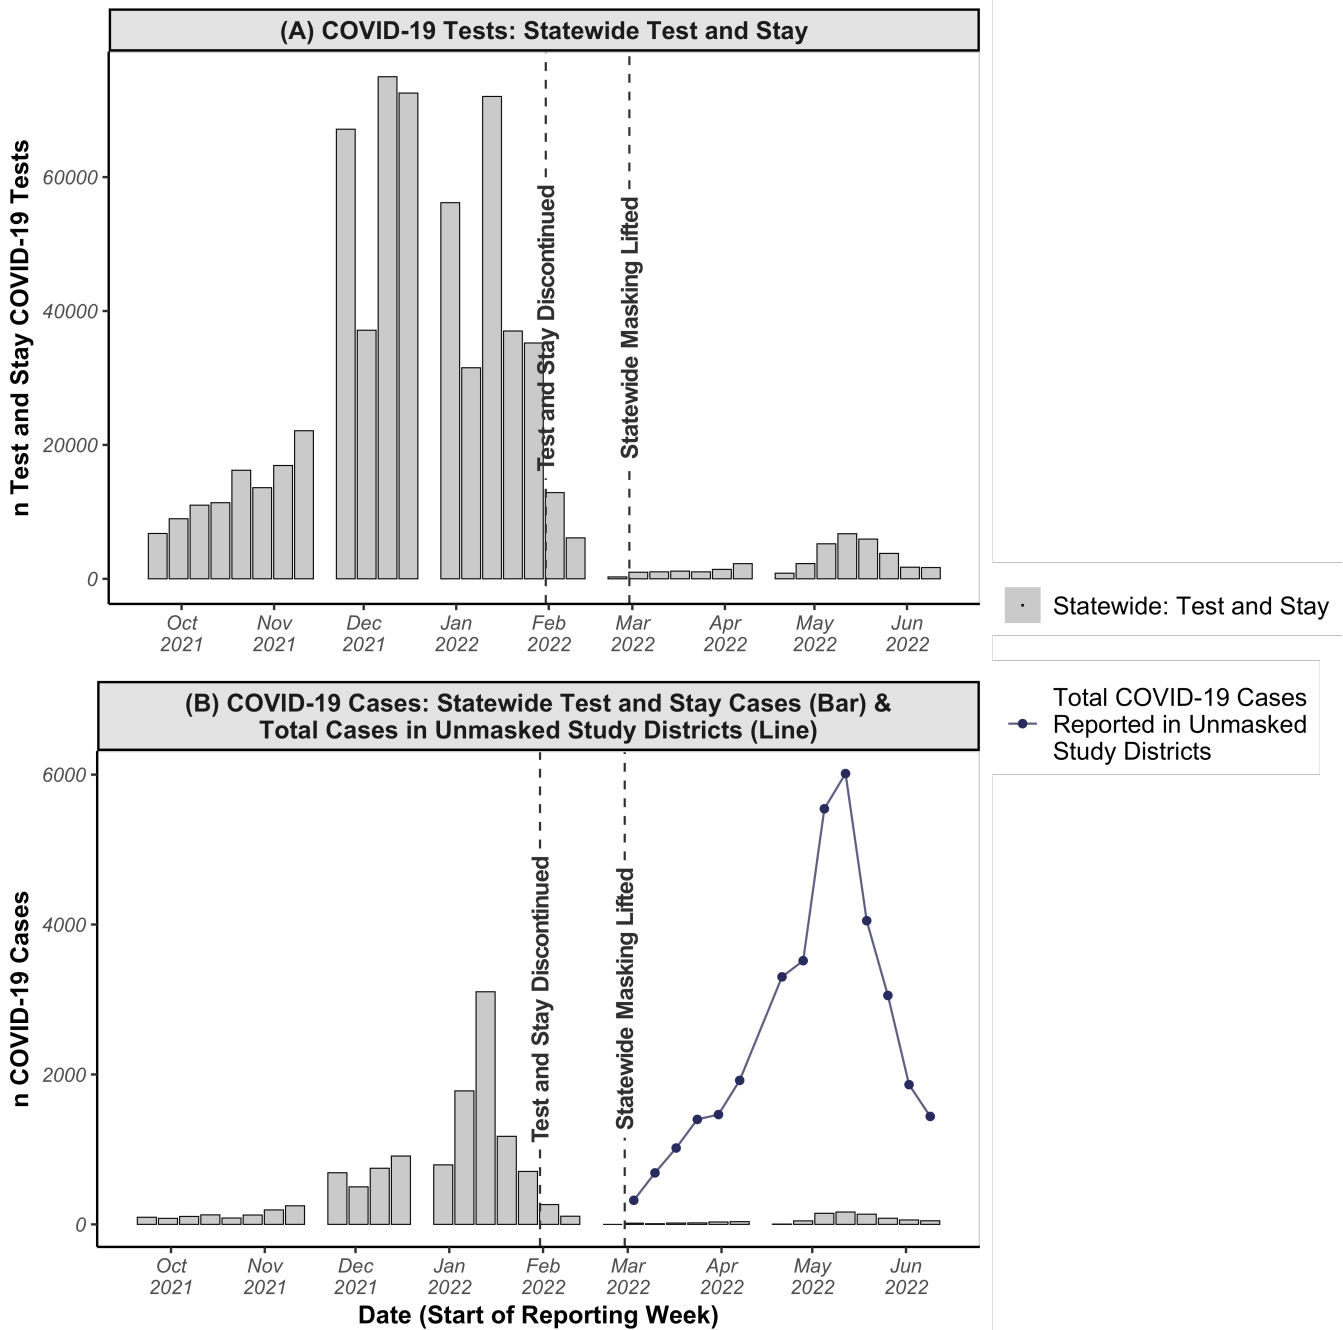 (A) COVID-19 Tests: Statewide Test and Stay
n Test and Stay COVID-19 Tests
60000
40000
20000
0
Test and Stay Discontinued
Statewide Masking Lifted
Oct
2021
Nov
2021
Dec
2021
Jan
2022
Feb
2022
Mar
2022
Apr
2022
May
2022
Jun
2022
Statewide: Test and Stay
Total COVID-19 Cases
Reported in Unmasked
Study Districts
(B) COVID-19 Cases: Statewide Test and Stay Cases (Bar) &
Total Cases in Unmasked Study Districts (Line)
n COVID-19 Cases
6000
4000
2000
0
Test and Stay Discontinued
Statewide Masking Lifted
Oct
2021
Nov
2021
Dec
2021
Jan
2022
Feb
2022
Mar
2022
Apr
2022
May
2022
Jun
2022
Date (Start of Reporting Week)